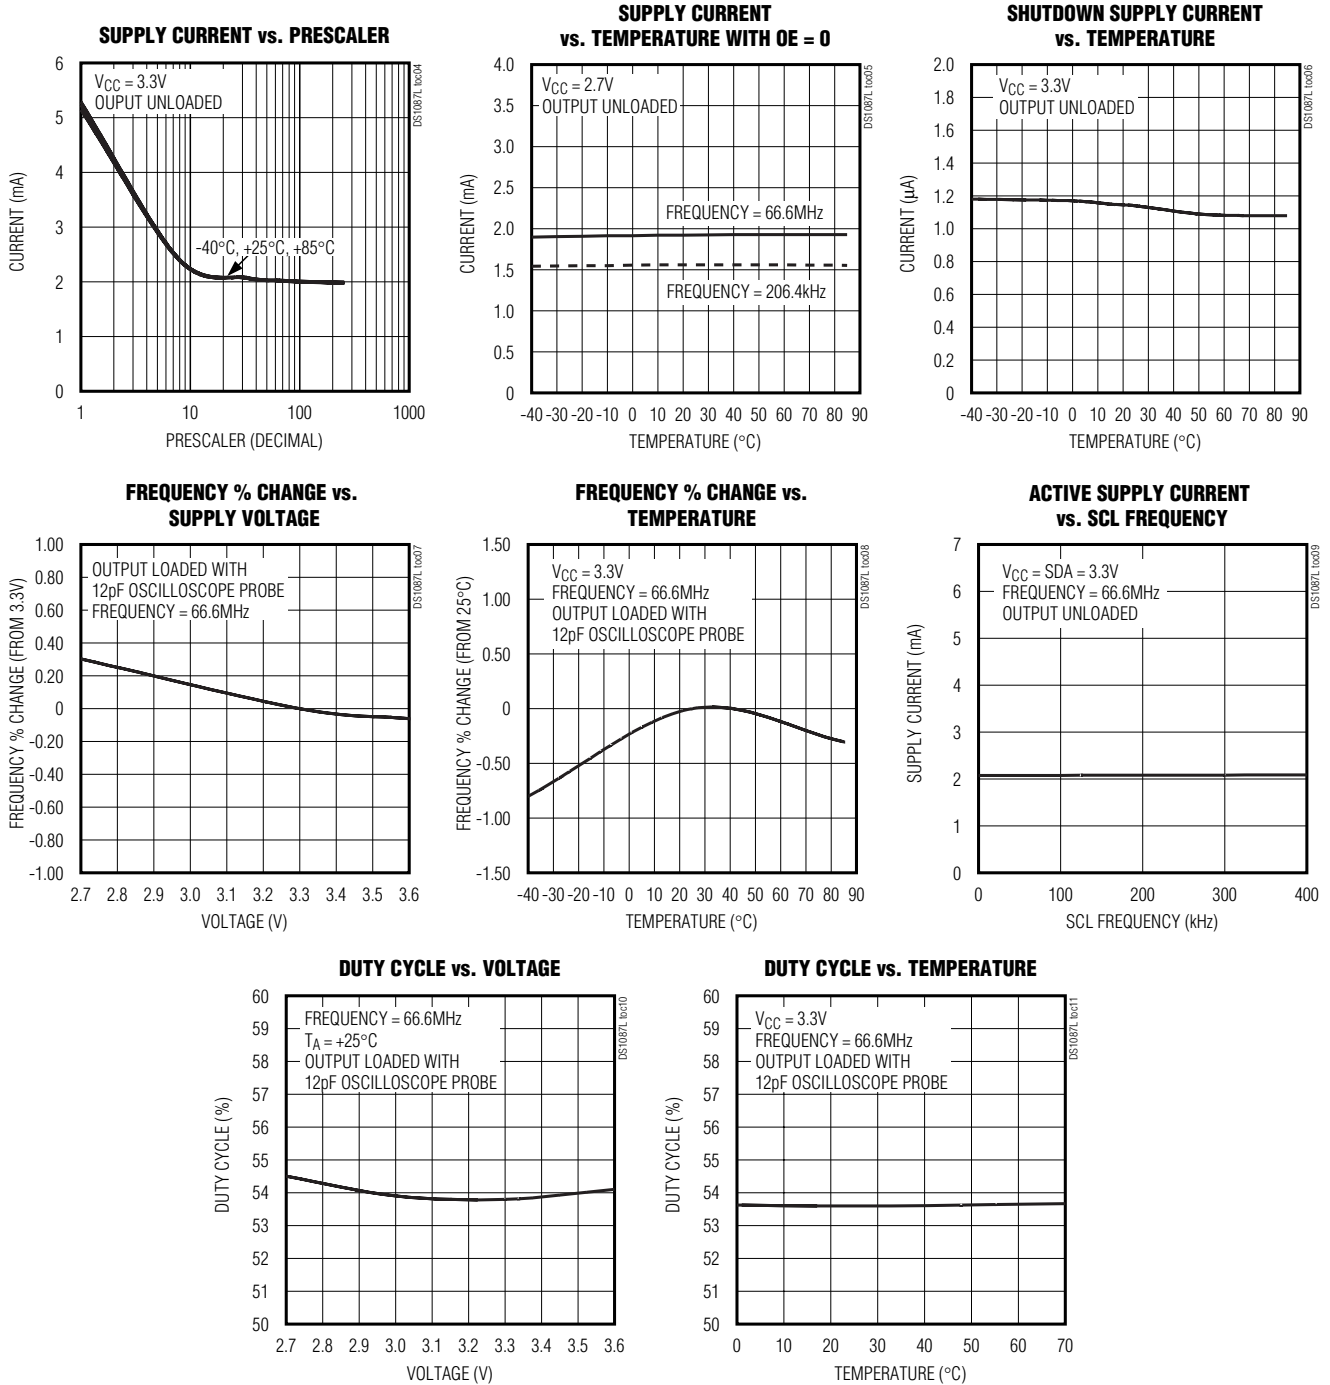 SUPPLY CURRENT vs. PRESCALER
6
5
4
3
2
1
0
CURRENT (mA)
VCC = 3.3V
OUPUT UNLOADED
-40°C, +25°C, +85°C
DS1087L toc04
1 10 100 1000
PRESCALER (DECIMAL)
SUPPLY CURRENT
vs. TEMPERATURE WITH OE = 0
4.0
3.5
3.0
2.5
2.0
1.5
1.0
0.5
0
CURRENT (mA)
VCC = 2.7V
OUTPUT UNLOADED
FREQUENCY = 66.6MHz
FREQUENCY = 206.4kHz
DS1087L toc05
-40 -30 -20 -10 0 10 20 30 40 50 60 70 80 90
TEMPERATURE (°C)
SHUTDOWN SUPPLY CURRENT
vs. TEMPERATURE
2.0
1.8
1.6
1.4
1.2
1.0
0.8
0.6
0.4
0.2
0
CURRENT (µA)
VCC = 3.3V
OUTPUT UNLOADED
DS1087L toc06
-40 -30 -20 -10 0 10 20 30 40 50 60 70 80 90
TEMPERATURE (°C)
FREQUENCY % CHANGE vs.
SUPPLY VOLTAGE
1.00
0.80
0.60
0.40
0.20
0
-0.20
-0.40
-0.60
-0.80
-1.00
FREQUENCY % CHANGE (FROM 3.3V)
OUTPUT LOADED WITH
12pF OSCILLOSCOPE PROBE
FREQUENCY = 66.6MHz
DS1087L toc07
2.7 2.8 2.9 3.0 3.1 3.2 3.3 3.4 3.5 3.6
VOLTAGE (V)
FREQUENCY % CHANGE vs.
TEMPERATURE
1.50
1.00
0.50
0
-0.50
-1.00
-1.50
FREQUENCY % CHANGE (FROM 25°C)
VCC = 3.3V
FREQUENCY = 66.6MHz
OUTPUT LOADED WITH
12pF OSCILLOSCOPE PROBE
DS1087L toc08
-40 -30 -20 -10 0 10 20 30 40 50 60 70 80 90
TEMPERATURE (°C)
ACTIVE SUPPLY CURRENT
vs. SCL FREQUENCY
7
6
5
4
3
2
1
0
SUPPLY CURRENT (mA)
VCC = SDA = 3.3V
FREQUENCY = 66.6MHz
OUTPUT UNLOADED
DS1087L toc09
0 100 200 300 400
SCL FREQUENCY (kHz)
DUTY CYCLE vs. VOLTAGE
60
59
58
57
56
55
54
53
52
51
50
DUTY CYCLE (%)
FREQUENCY = 66.6MHz
TA = +25°C
OUTPUT LOADED WITH
12pF OSCILLOSCOPE PROBE
DS1087L toc10
2.7 2.8 2.9 3.0 3.1 3.2 3.3 3.4 3.5 3.6
VOLTAGE (V)
DUTY CYCLE vs. TEMPERATURE
60
59
58
57
56
55
54
53
52
51
50
DUTY CYCLE (%)
VCC = 3.3V
FREQUENCY = 66.6MHz
OUTPUT LOADED WITH
12pF OSCILLOSCOPE PROBE
DS1087L toc11
0 10 20 30 40 50 60 70
TEMPERATURE (°C)